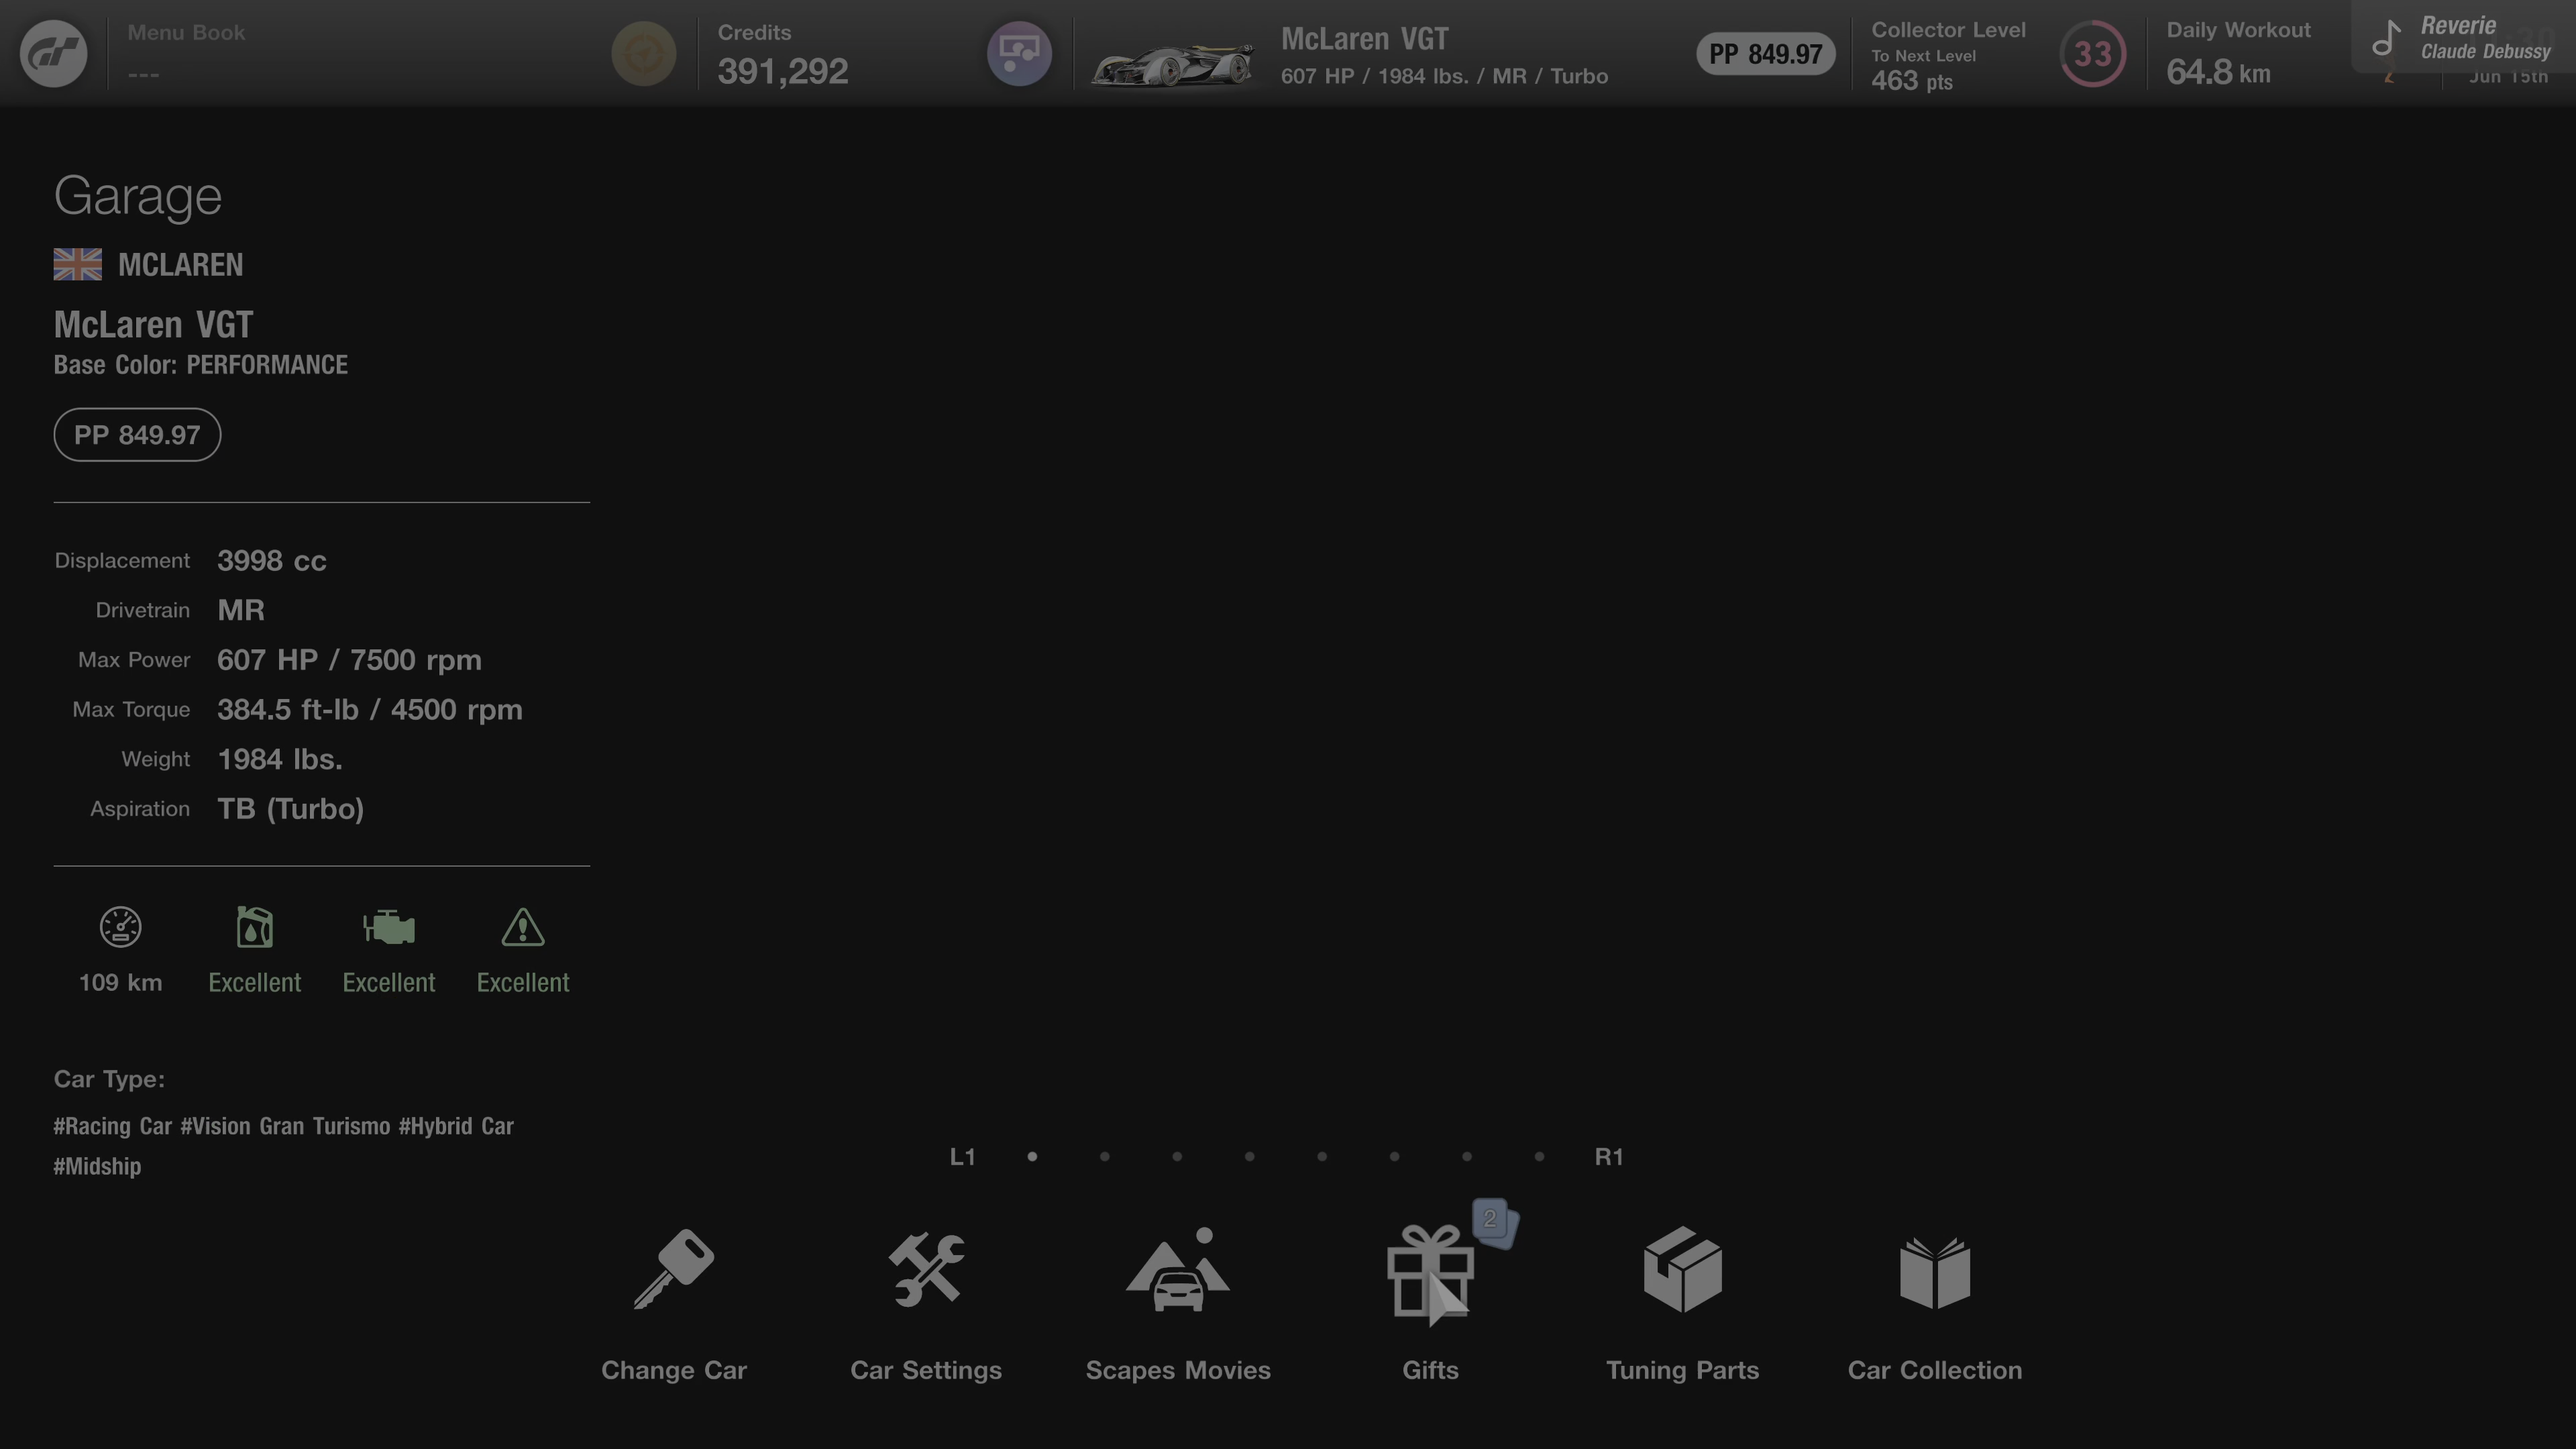 Menu Book
---
Credits
391,292
McLaren VGT
607 HP / 1984 lbs. / MR / Turbo
PP 849.97
Collector Level
To Next Level
463 pts
33
Daily Workout
64.8 km
Reverie
Claude Debussy
Jun 15th
Garage
MCLAREN
McLaren VGT
Base Color: PERFORMANCE
PP 849.97
Displacement 3998 cc
Drivetrain MR
Max Power 607 HP / 7500 rpm
Max Torque 384.5 ft-lb / 4500 rpm
Weight 1984 lbs.
Aspiration TB (Turbo)
109 km Excellent Excellent Excellent
Car Type:
#Racing Car #Vision Gran Turismo #Hybrid Car
#Midship
L1 R1
2
Change Car Car Settings Scapes Movies Gifts Tuning Parts Car Collection